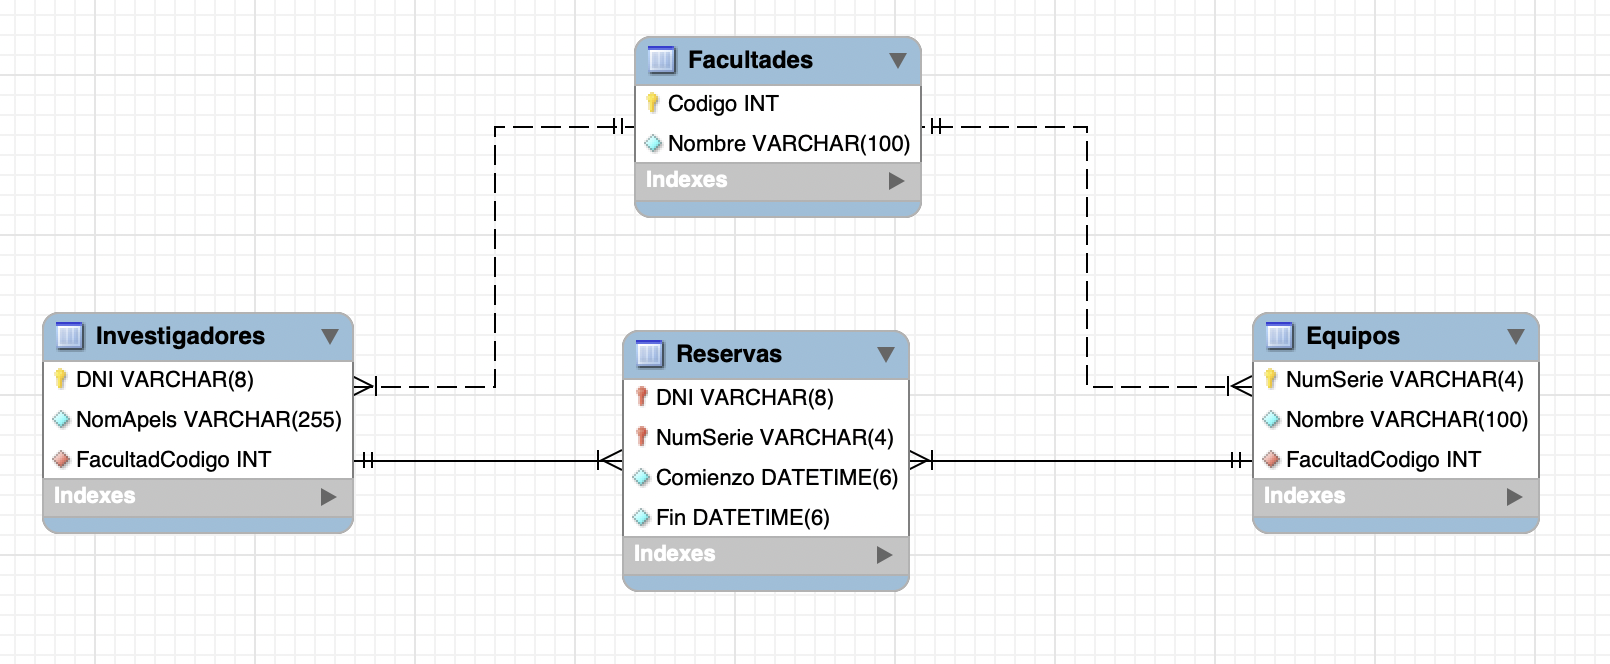 Facultades
Codigo INT
Nombre VARCHAR(100)
Indexes
Investigadores
DNI VARCHAR(8)
NomApels VARCHAR(255)
FacultadCodigo INT
Indexes
Reservas
DNI VARCHAR(8)
NumSerie VARCHAR(4)
Comienzo DATETIME(6)
Fin DATETIME(6)
Indexes
Equipos
NumSerie VARCHAR(4)
Nombre VARCHAR(100)
FacultadCodigo INT
Indexes